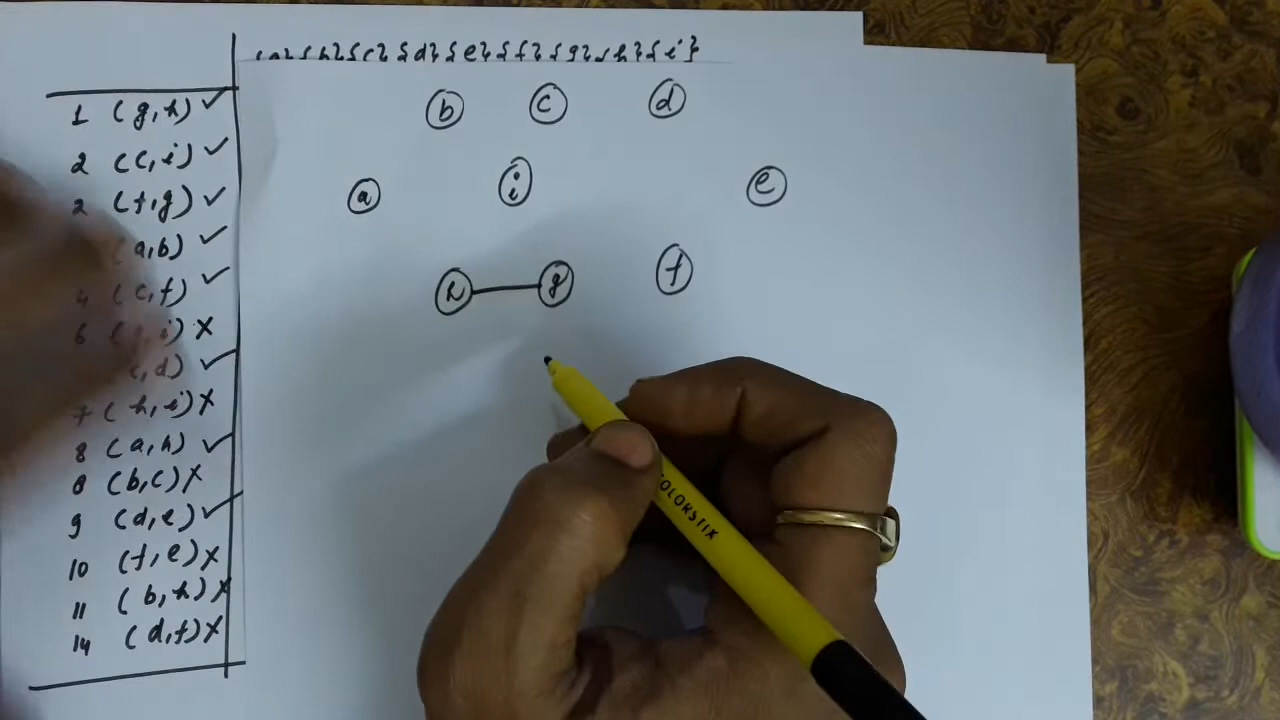 {c} {d} {e} {f} {g} {h} {i}
1 (g,h) ✓
2 (c,i) ✓
2 (f,g) ✓
a,b) ✓
4 (c,f) ✓
6 i) X
c,d) ✓
7 (h,i) X
8 (a,h) ✓
8 (b,c) X
9 (d,e) ✓
10 (f,e) X
11 (b,h) X
14 (d,f) X
b c d
a i e
h g f
COLORSTIX